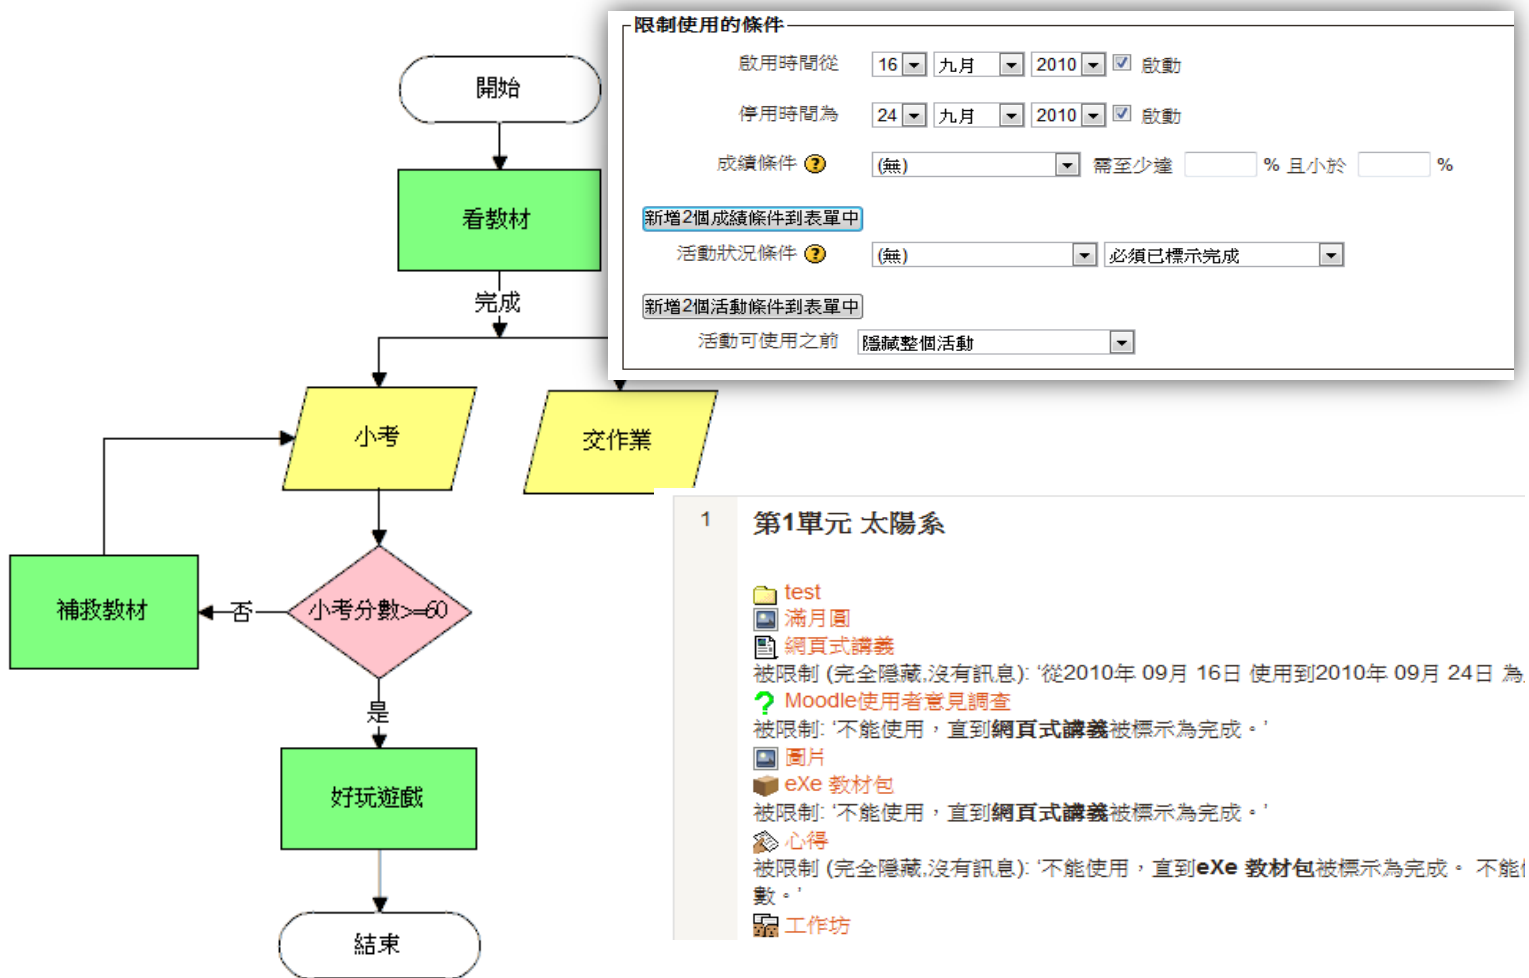 開始
看教材
完成
小考
交作業
補救教材
否
小考分數>=60
是
好玩遊戲
結束
限制使用的條件
啟用時間從 16 九月 2010 啟動
停用時間為 24 九月 2010 啟動
成績條件 ? (無) 需至少達 % 且小於 %
新增2個成績條件到表單中
活動狀況條件 ? (無) 必須已標示完成
新增2個活動條件到表單中
活動可使用之前 隱藏整個活動
1 第1單元 太陽系
test
滿月圓
網頁式講義
被限制 (完全隱藏,沒有訊息): ‘從2010年 09月 16日 使用到2010年 09月 24日 為
? Moodle使用者意見調查
被限制: ‘不能使用，直到網頁式講義被標示為完成。’
圖片
eXe 教材包
被限制: ‘不能使用，直到網頁式講義被標示為完成。’
心得
被限制 (完全隱藏,沒有訊息): ‘不能使用，直到eXe 教材包被標示為完成。 不能
數。’
工作坊